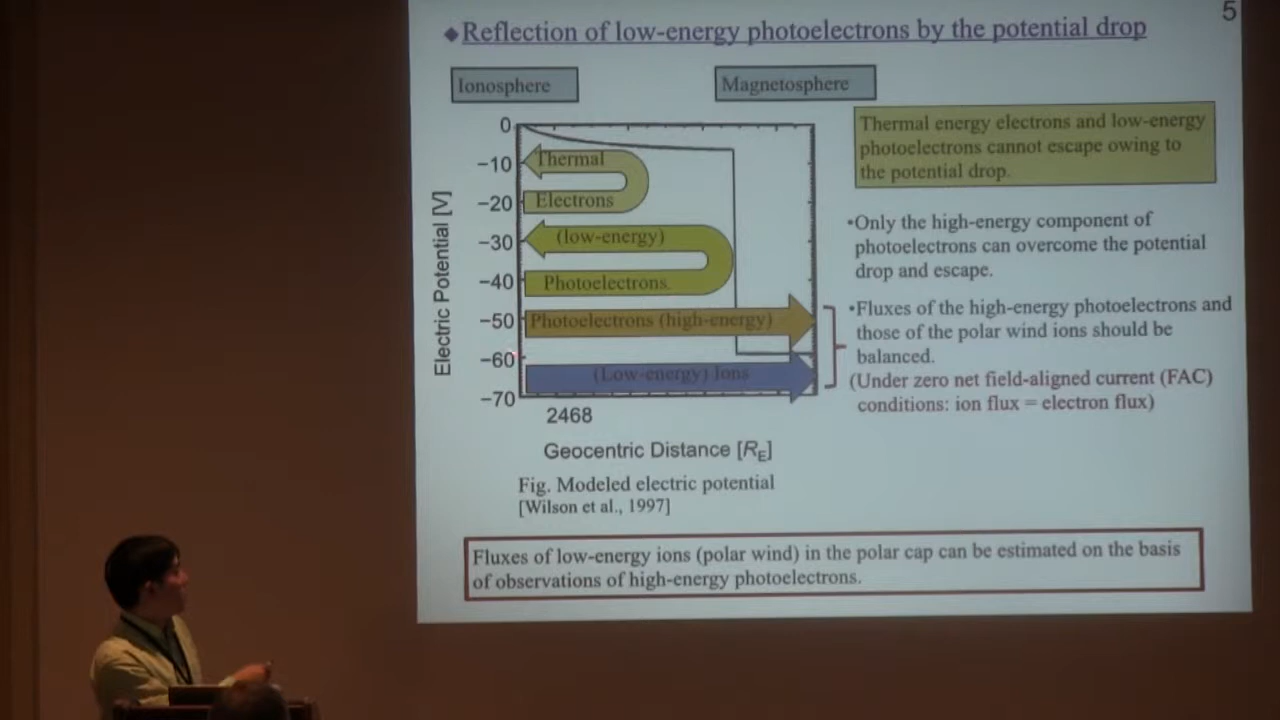 5
◆Reflection of low-energy photoelectrons by the potential drop
Ionosphere
Magnetosphere
Thermal energy electrons and low-energy
photoelectrons cannot escape owing to
the potential drop.
0
−10
−20
−30
−40
−50
−60
−70
Electric Potential [V]
Thermal
Electrons
(low-energy)
Photoelectrons
Photoelectrons (high-energy)
(Low-energy) Ions
2468
Geocentric Distance [RE]
Fig. Modeled electric potential
[Wilson et al., 1997]
•Only the high-energy component of
photoelectrons can overcome the potential
drop and escape.
•Fluxes of the high-energy photoelectrons and
those of the polar wind ions should be
balanced.
(Under zero net field-aligned current (FAC)
conditions: ion flux = electron flux)
Fluxes of low-energy ions (polar wind) in the polar cap can be estimated on the basis
of observations of high-energy photoelectrons.